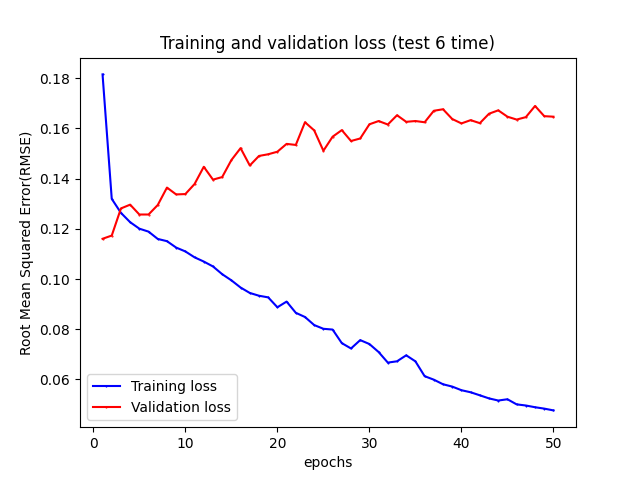 Training and validation loss (test 6 time)
Root Mean Squared Error(RMSE)
0.18
0.16
0.14
0.12
0.10
0.08
0.06
Training loss
Validation loss
0
10
20
30
40
50
epochs